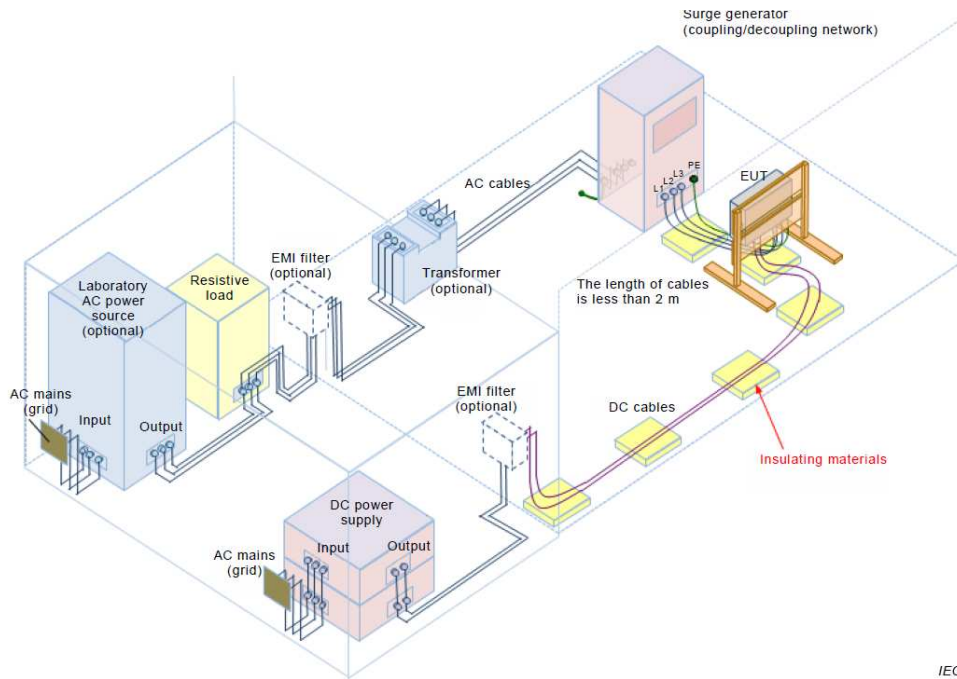 Surge generator
(coupling/decoupling network)
L1
L2
L3
PE
EUT
AC cables
EMI filter
(optional)
Transformer
(optional)
The length of cables
is less than 2 m
Laboratory
AC power
source
(optional)
Resistive
load
AC mains
(grid)
Input
Output
EMI filter
(optional)
DC cables
Insulating materials
DC power
supply
Input
Output
AC mains
(grid)
IEC